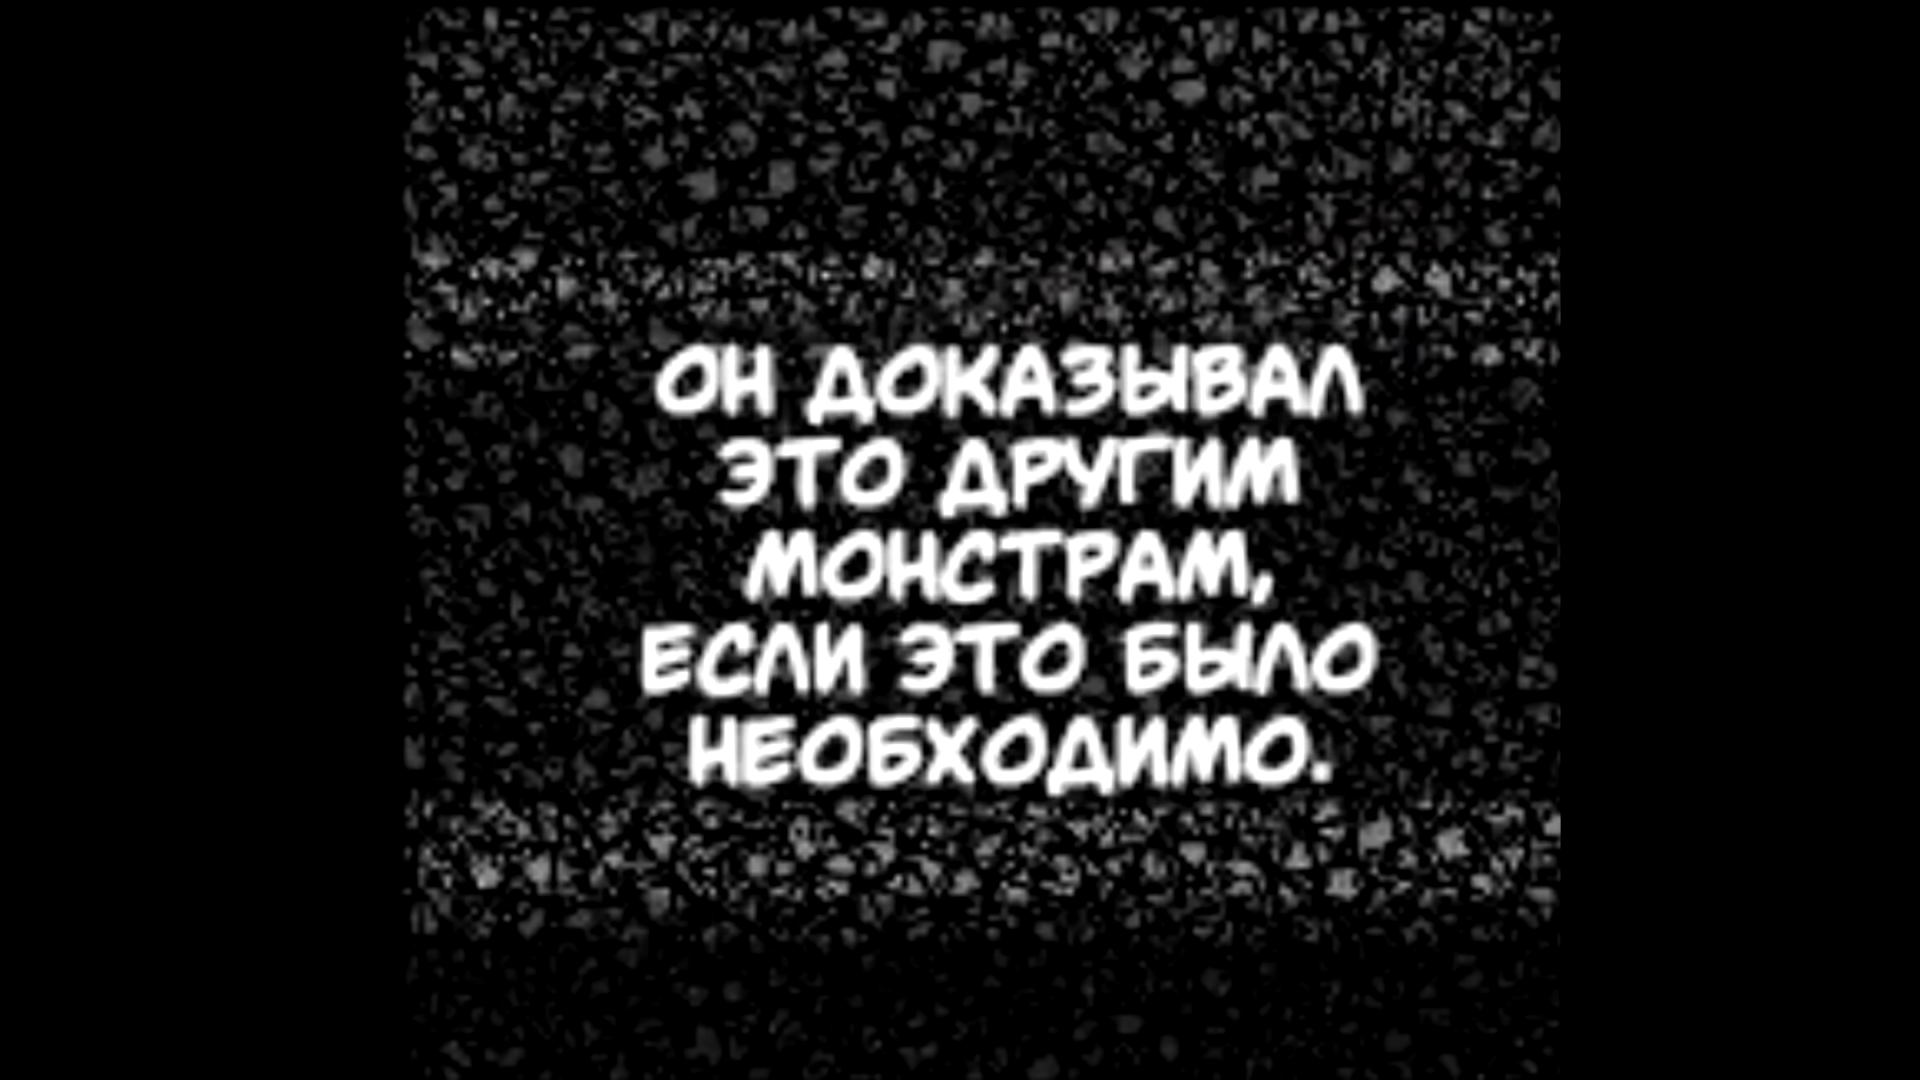 ОН ДОКАЗЫВАЛ
ЭТО ДРУГИМ
МОНСТРАМ,
ЕСЛИ ЭТО БЫЛО
НЕОБХОДИМО.